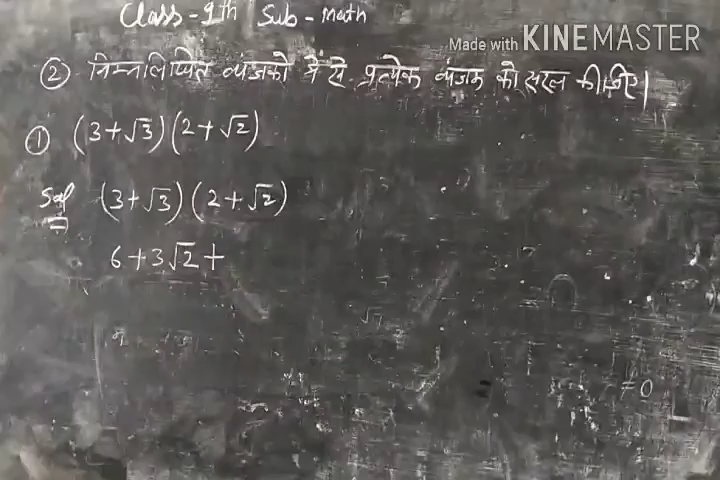 Class - 9th Sub - math
Made with KINEMASTER
② निम्नलिखित व्यंजकों में से प्रत्येक व्यंजक को सरल कीजिए।
① (3+√3)(2+√2)
Sol (3+√3)(2+√2)
6+3√2+
=0